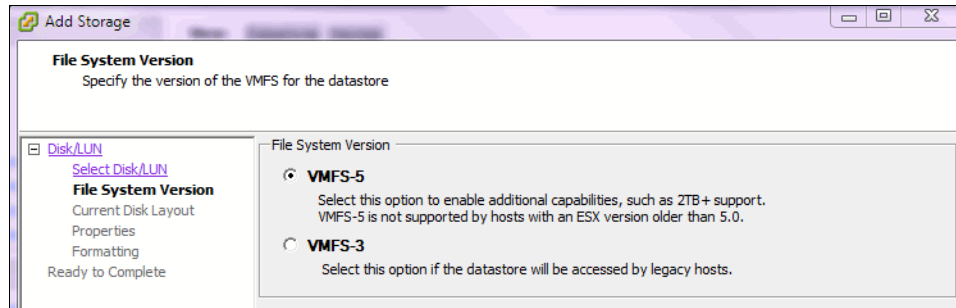 Add Storage
File System Version
Specify the version of the VMFS for the datastore
Disk/LUN
Select Disk/LUN
File System Version
Current Disk Layout
Properties
Formatting
Ready to Complete
File System Version
VMFS-5
Select this option to enable additional capabilities, such as 2TB+ support.
VMFS-5 is not supported by hosts with an ESX version older than 5.0.
VMFS-3
Select this option if the datastore will be accessed by legacy hosts.